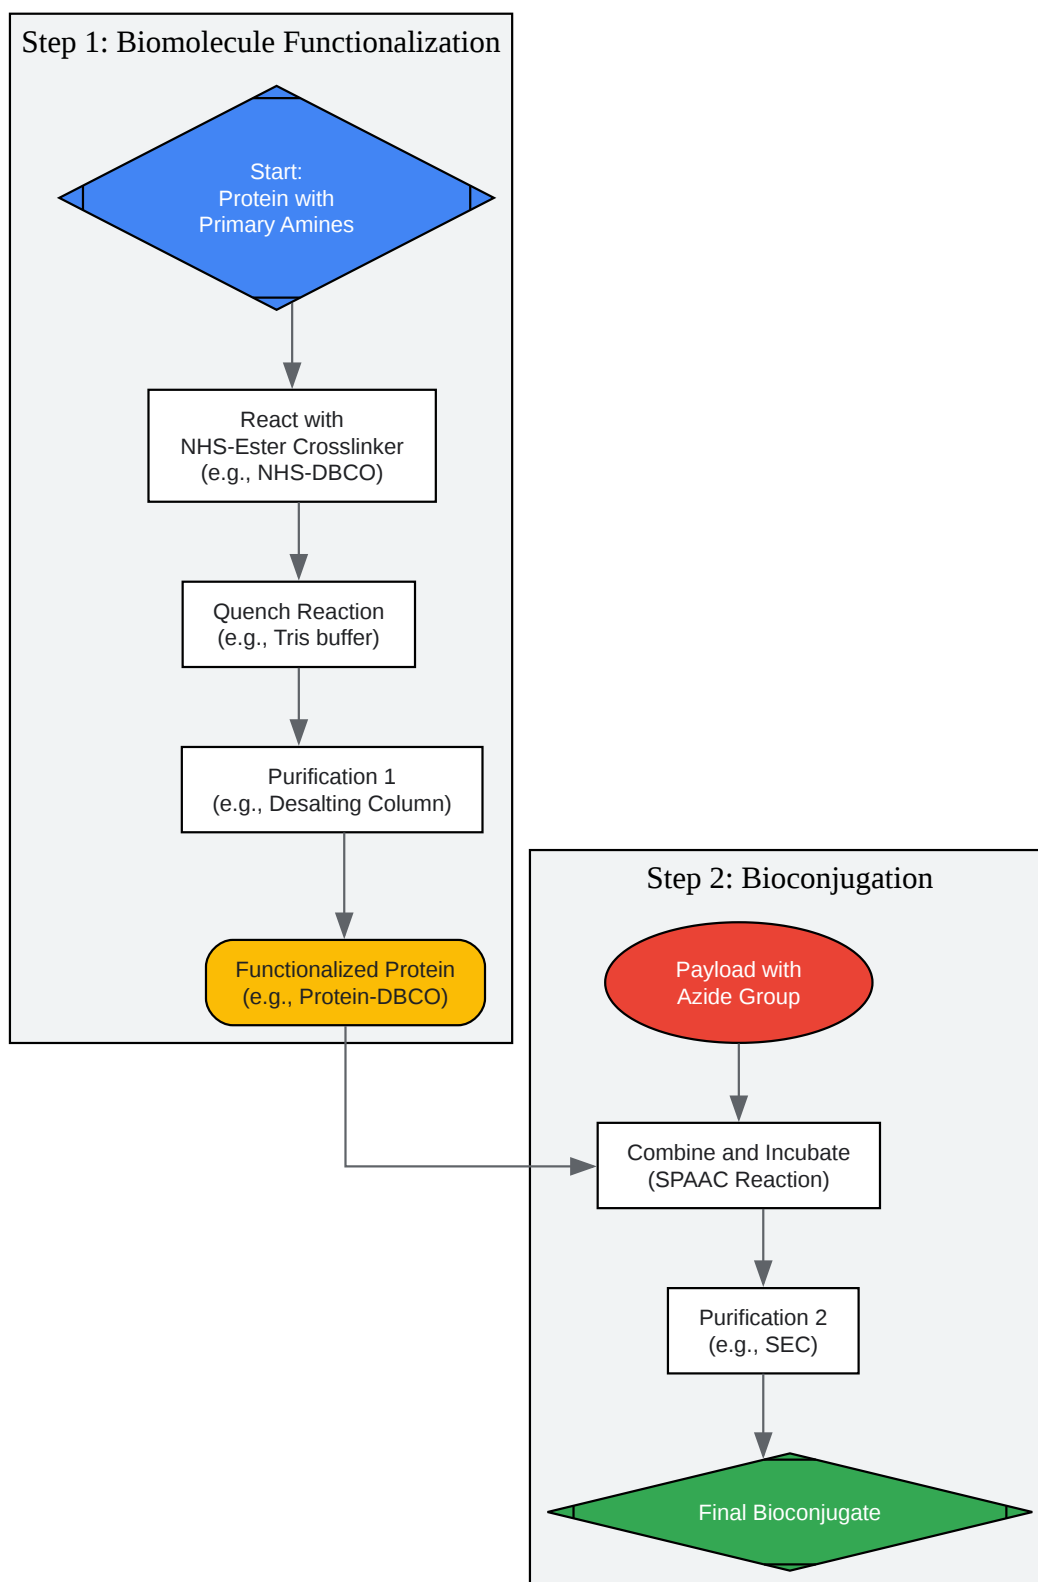 Step 1: Biomolecule Functionalization
Start:
Protein with
Primary Amines
React with
NHS-Ester Crosslinker
(e.g., NHS-DBCO)
Quench Reaction
(e.g., Tris buffer)
Purification 1
(e.g., Desalting Column)
Functionalized Protein
(e.g., Protein-DBCO)
Step 2: Bioconjugation
Payload with
Azide Group
Combine and Incubate
(SPAAC Reaction)
Purification 2
(e.g., SEC)
Final Bioconjugate